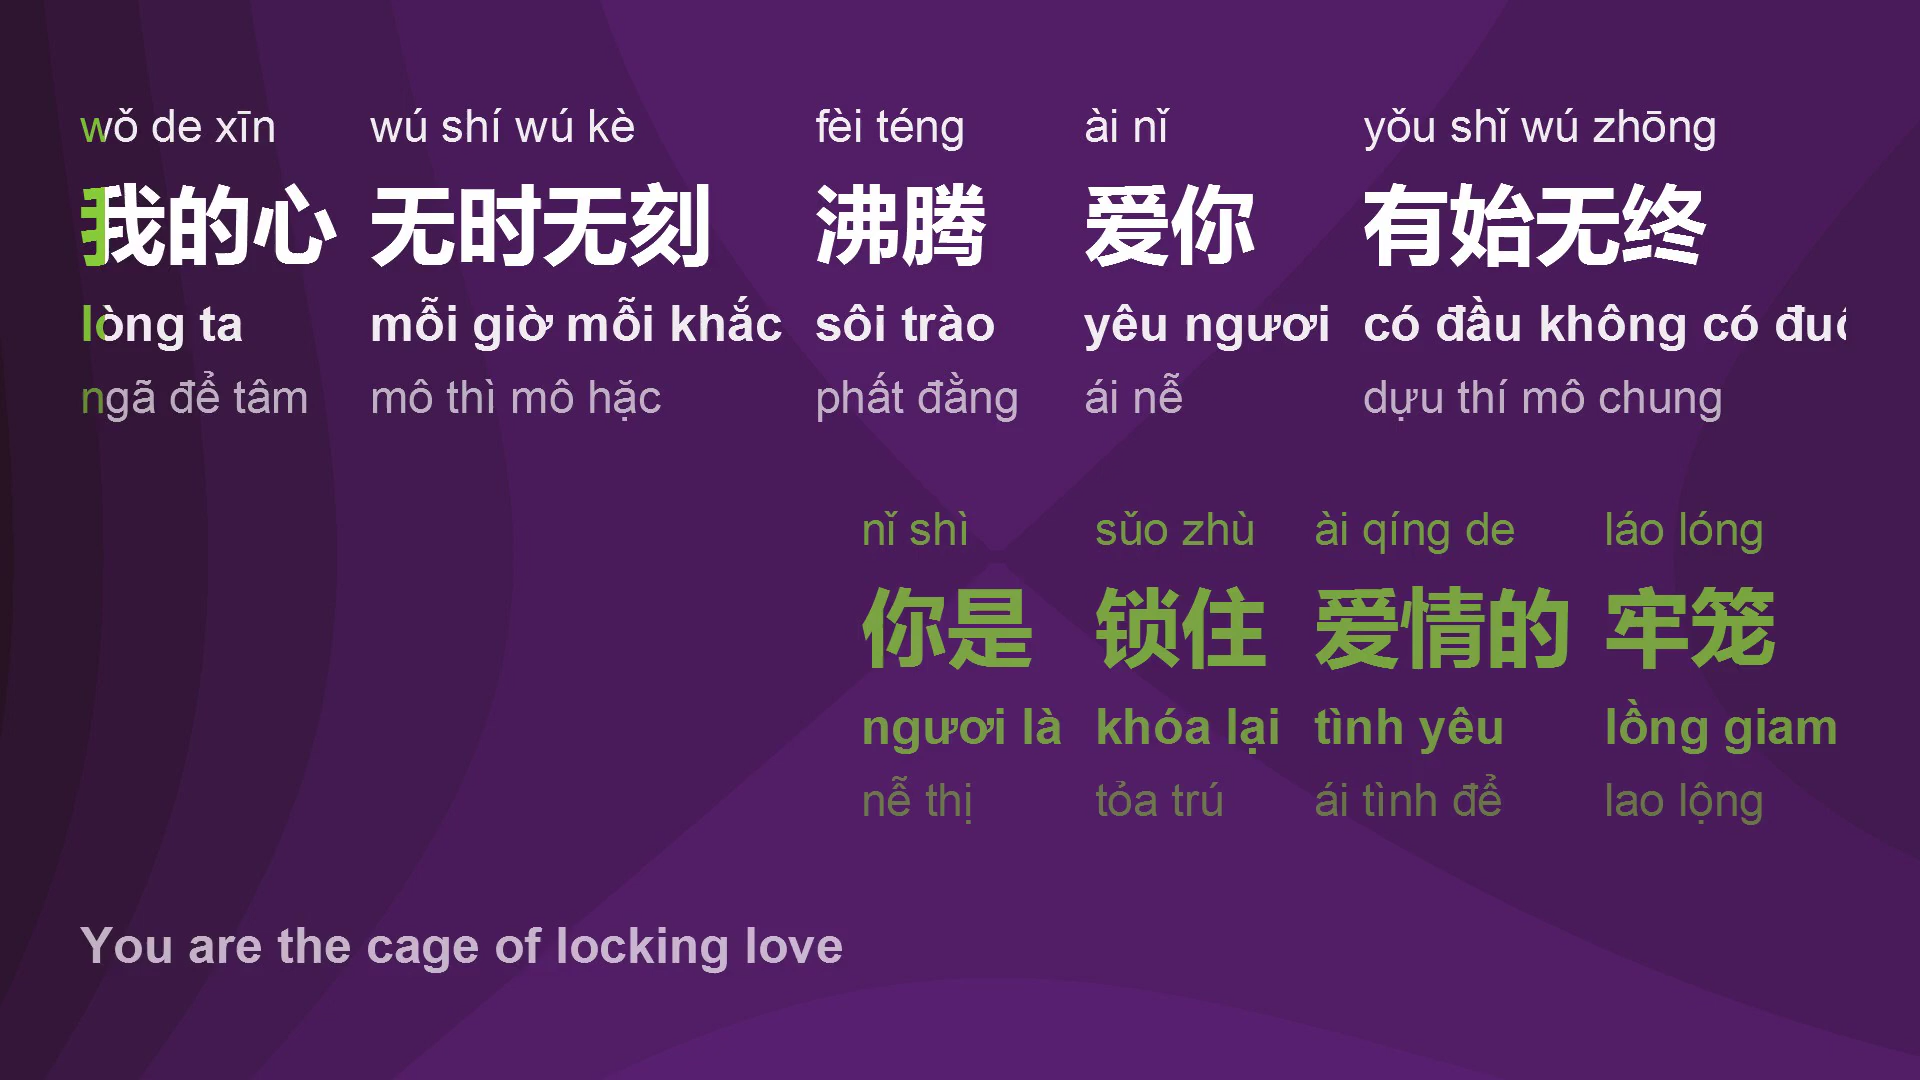 wǒ de xīn wú shí wú kè fèi téng ài nǐ yǒu shǐ wú zhōng
我的心 无时无刻 沸腾 爱你 有始无终
lòng ta mỗi giờ mỗi khắc sôi trào yêu ngươi có đầu không có
ngã để tâm mô thì mô hặc phất đằng ái nễ dựu thí mô chung
nǐ shì suǒ zhù ài qíng de láo lóng
你是 锁住 爱情的 牢笼
ngươi là khóa lại tình yêu lồng giam
nễ thị tỏa trú ái tình để lao lộng
You are the cage of locking love